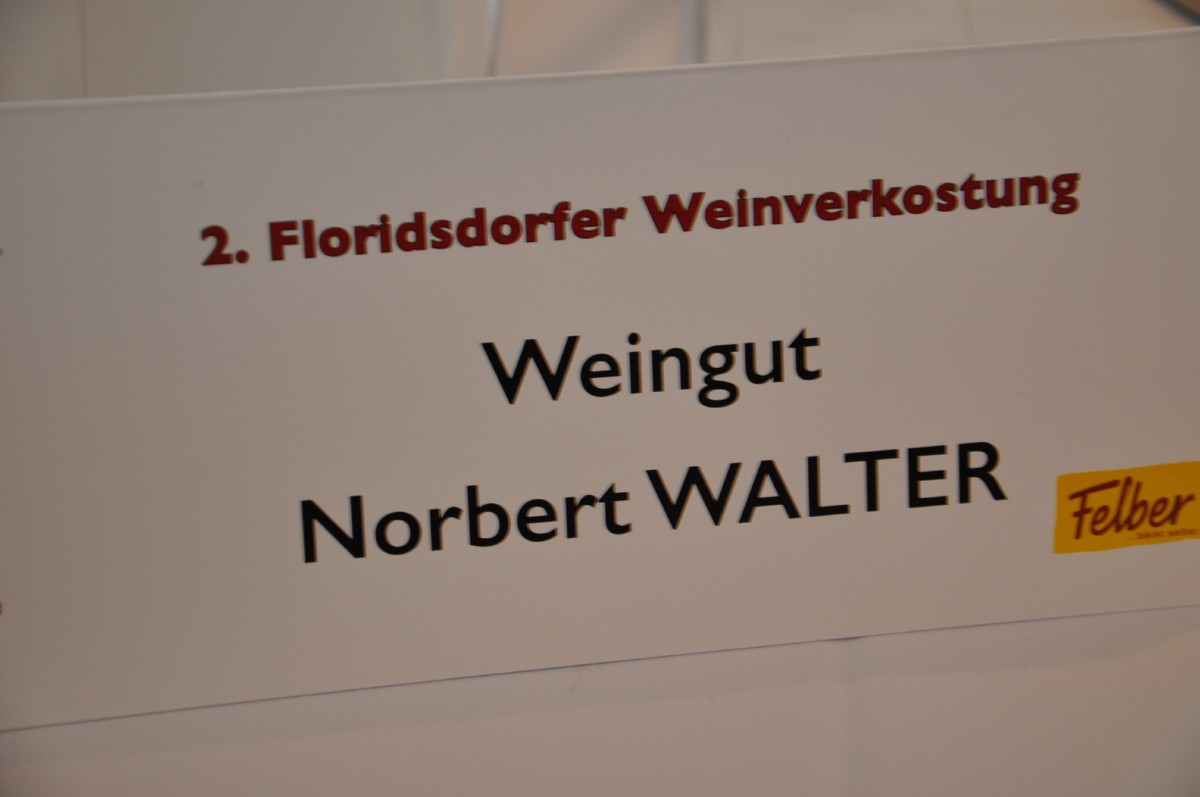 2. Floridsdorfer Weinverkostung
Weingut
Norbert WALTER
Felber